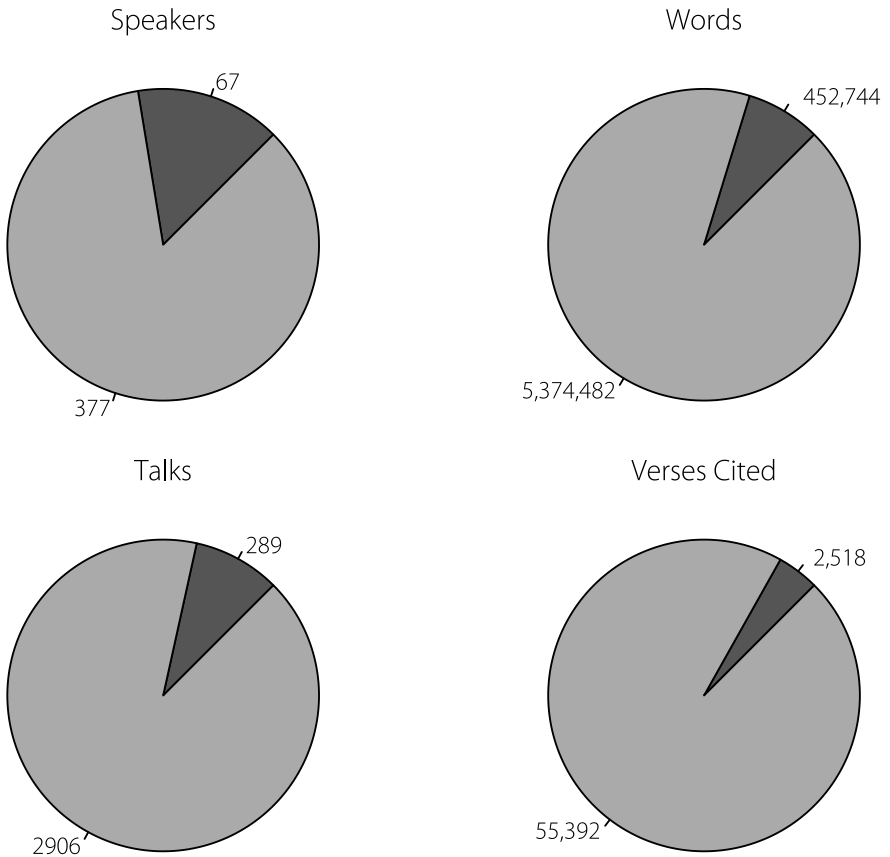 Speakers
67
377
Words
452,744
5,374,482
Talks
289
2906
Verses Cited
2,518
55,392